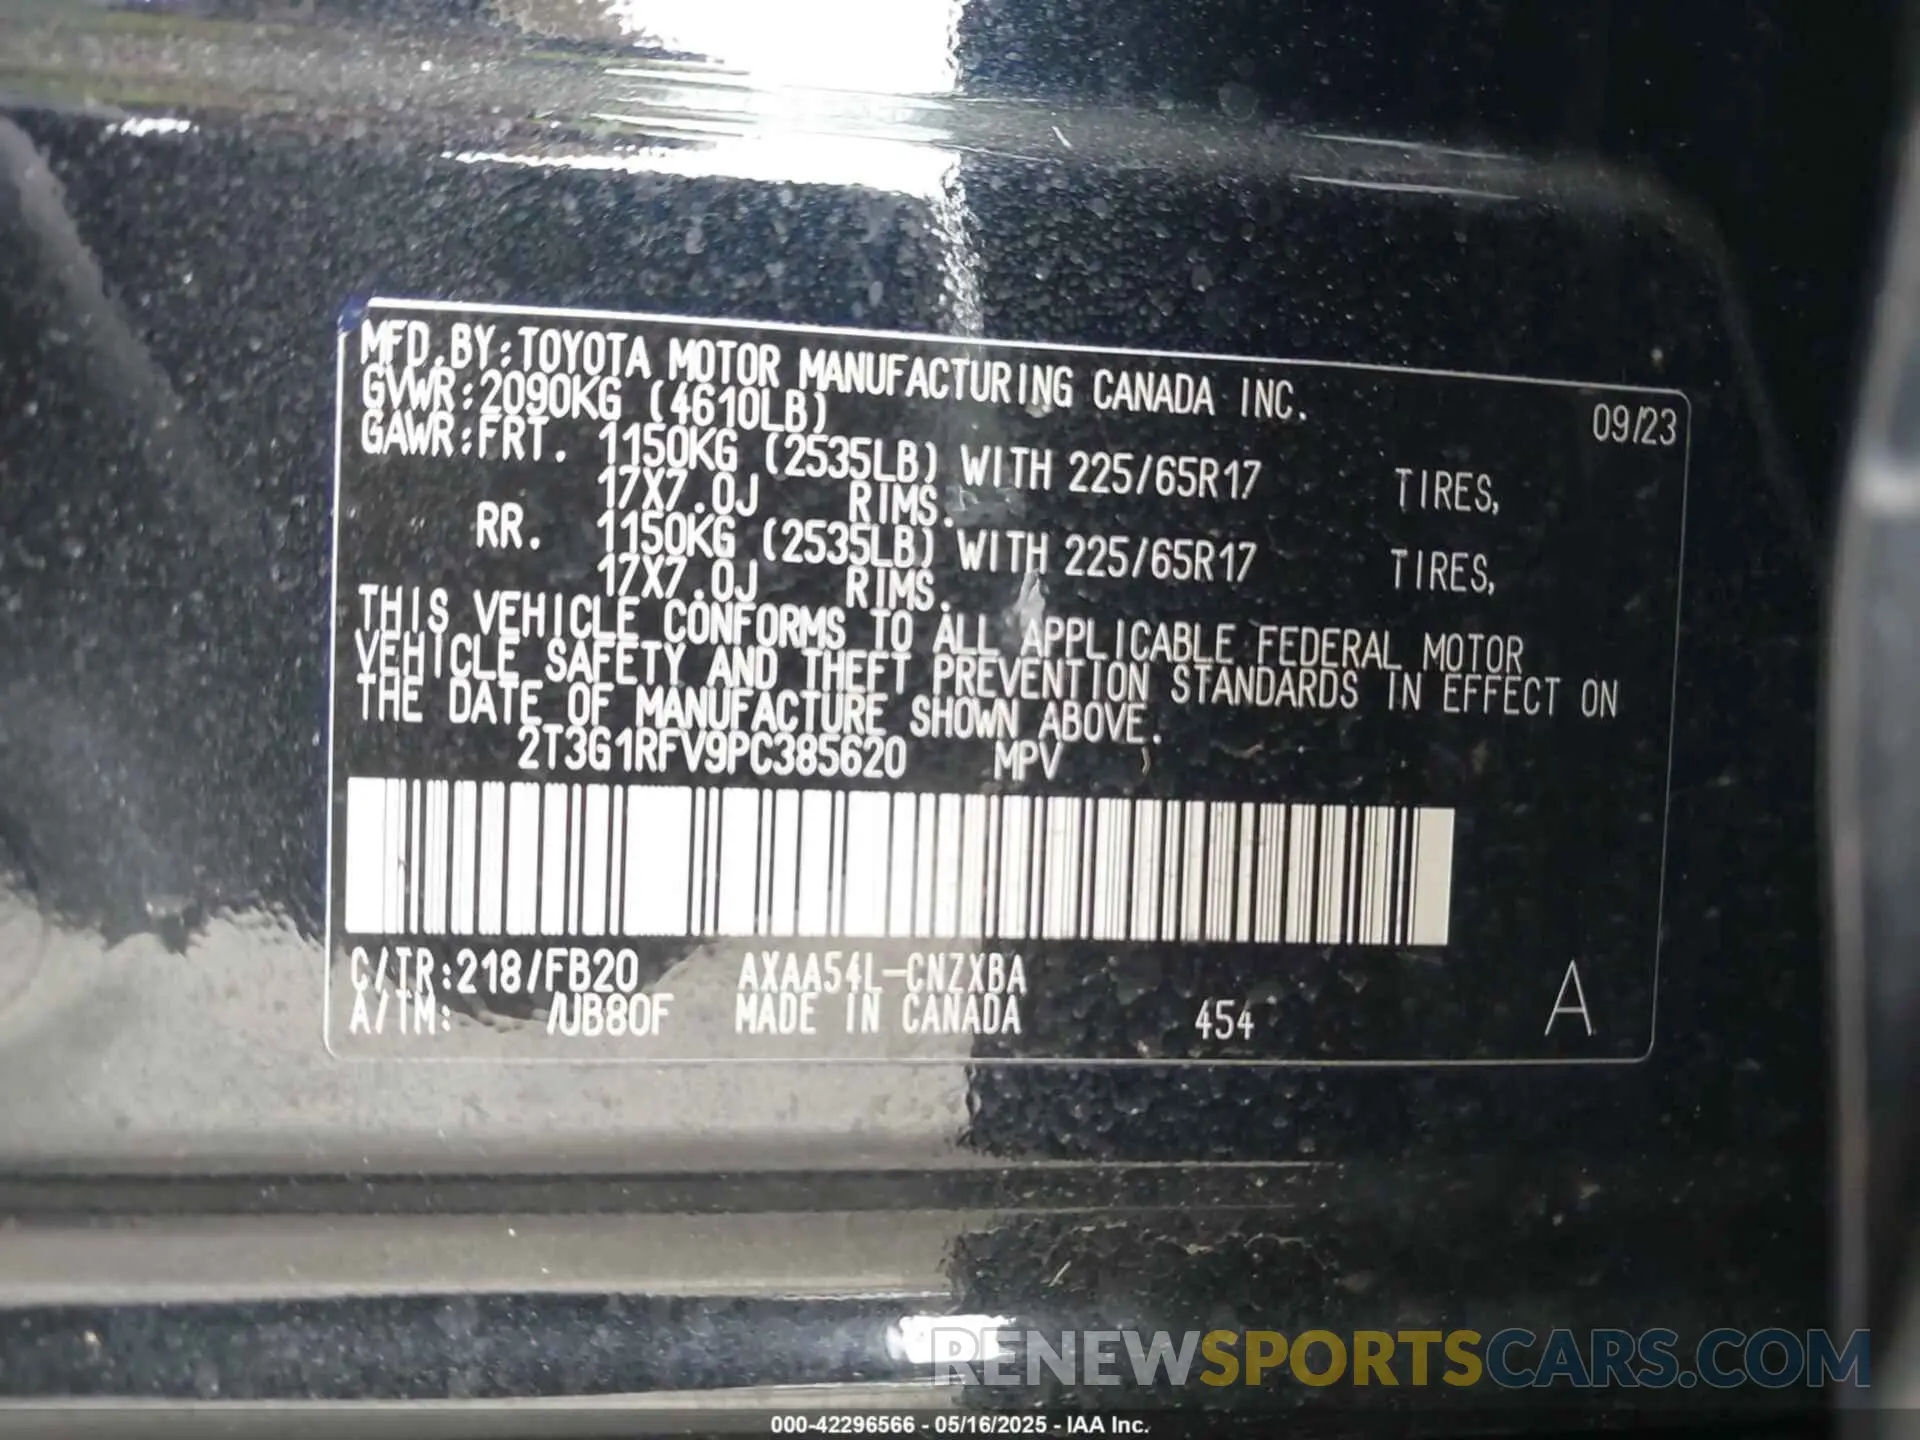 MFD.BY:TOYOTA MOTOR MANUFACTURING CANADA INC.
09/23
GVWR:2090KG (4610LB)
GAWR:FRT. 1150KG (2535LB) WITH 225/65R17 TIRES,
17X7.0J RIMS.
RR. 1150KG (2535LB) WITH 225/65R17 TIRES,
17X7.0J RIMS.
THIS VEHICLE CONFORMS TO ALL APPLICABLE FEDERAL MOTOR
VEHICLE SAFETY AND THEFT PREVENTION STANDARDS IN EFFECT ON
THE DATE OF MANUFACTURE SHOWN ABOVE.
2T3G1RFV9PC385620 MPV
C/TR:218/FB20 AXAA54L-CNZXBA
A/TM: /UB80F MADE IN CANADA 454 A
RENEWSPORTSCARS.COM
000-42296566 - 05/16/2025 - IAA Inc.